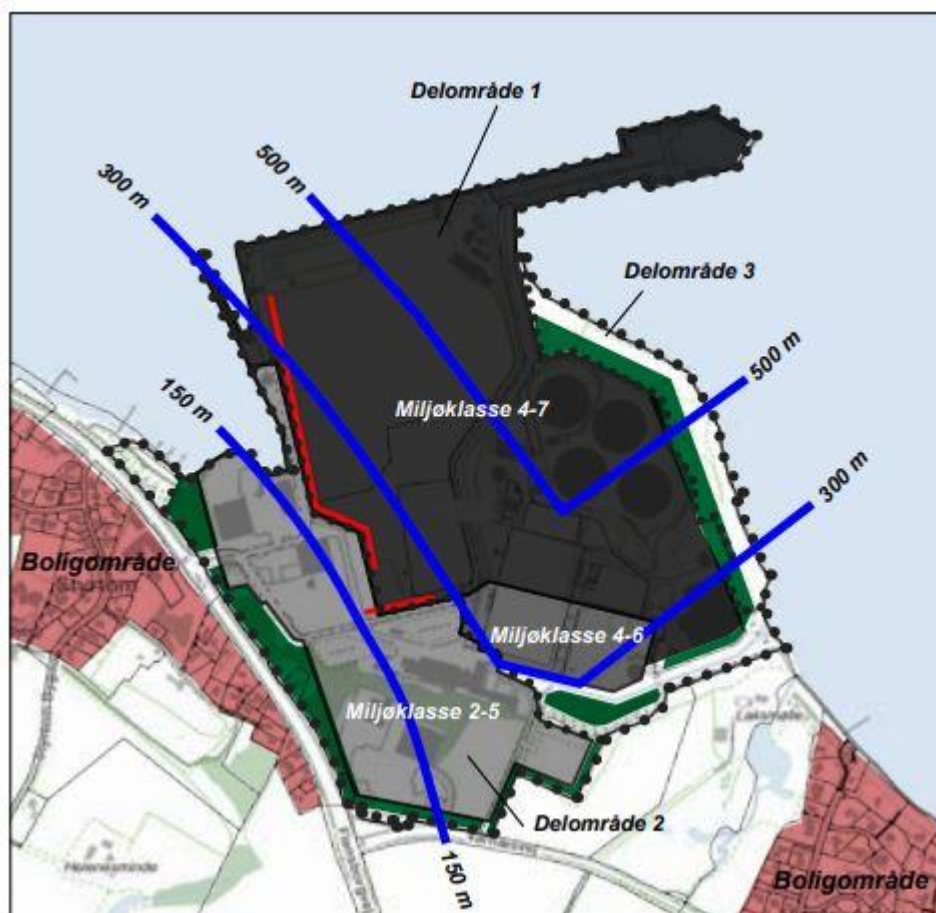 Delområde 1
500 m
300 m
Delområde 3
500 m
Miljøklasse 4-7
150 m
300 m
Boligområde
Miljøklasse 4-6
Miljøklasse 2-5
Delområde 2
150 m
Boligområde